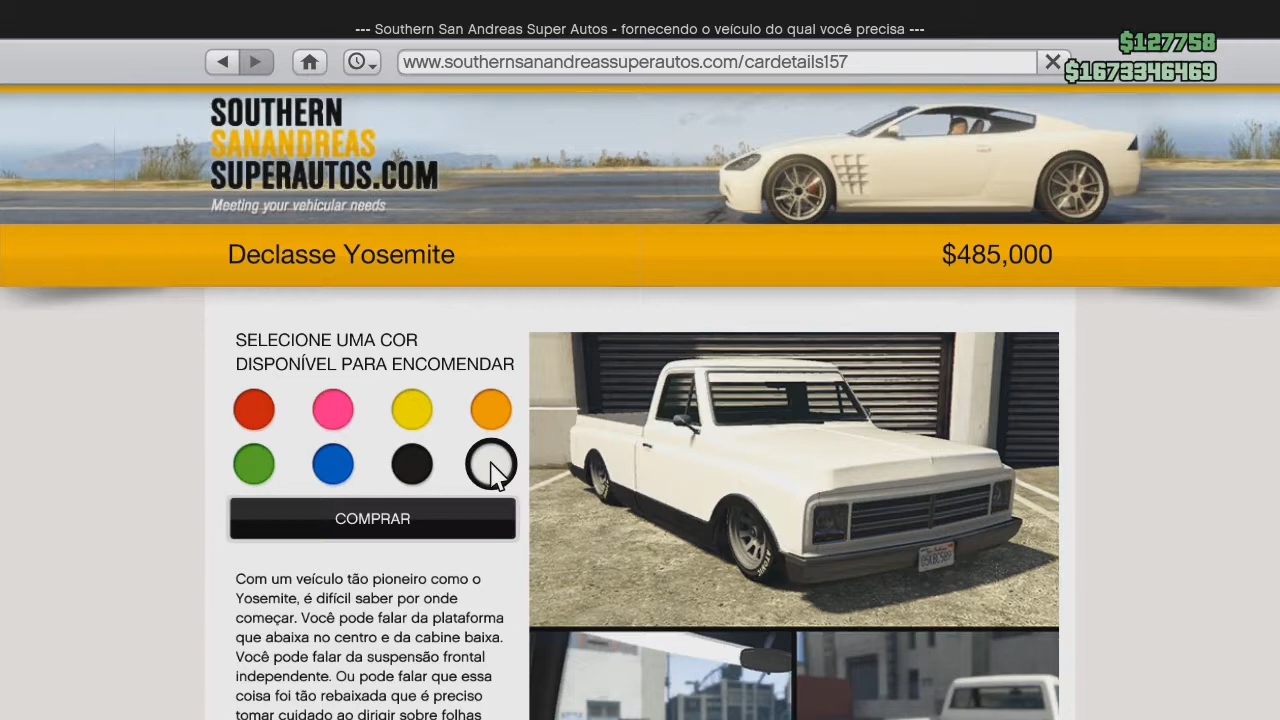 --- Southern San Andreas Super Autos - fornecendo o veículo do qual você precisa ---
$127758
www.southernsanandreassuperautos.com/cardetails157
$1673346469
SOUTHERN
SANANDREAS
SUPERAUTOS.COM
Meeting your vehicular needs
Declasse Yosemite
$485,000
SELECIONE UMA COR
DISPONÍVEL PARA ENCOMENDAR
COMPRAR
Com um veículo tão pioneiro como o
Yosemite, é difícil saber por onde
começar. Você pode falar da plataforma
que abaixa no centro e da cabine baixa.
Você pode falar da suspensão frontal
independente. Ou pode falar que essa
coisa foi tão rebaixada que é preciso
tomar cuidado ao dirigir sobre folhas